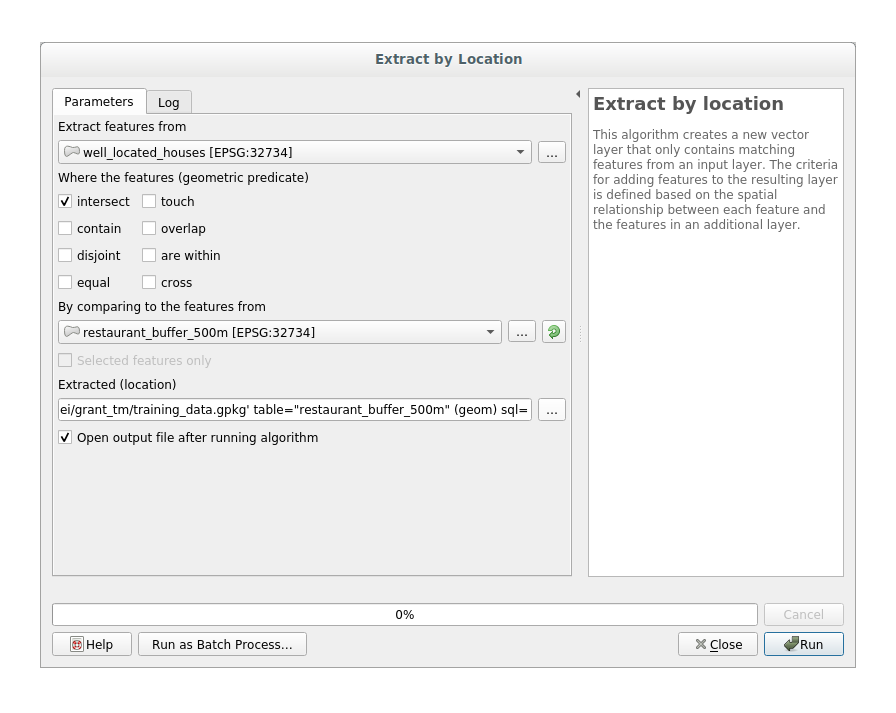 Extract by Location
Parameters
Log
Extract features from
well_located_houses [EPSG:32734]
...
Where the features (geometric predicate)
intersect
touch
contain
overlap
disjoint
are within
equal
cross
By comparing to the features from
restaurant_buffer_500m [EPSG:32734]
...
Selected features only
Extracted (location)
ei/grant_tm/training_data.gpkg' table="restaurant_buffer_500m" (geom) sql=
...
Open output file after running algorithm
Extract by location
This algorithm creates a new vector
layer that only contains matching
features from an input layer. The criteria
for adding features to the resulting layer
is defined based on the spatial
relationship between each feature and
the features in an additional layer.
0%
Cancel
Help
Run as Batch Process...
Close
Run